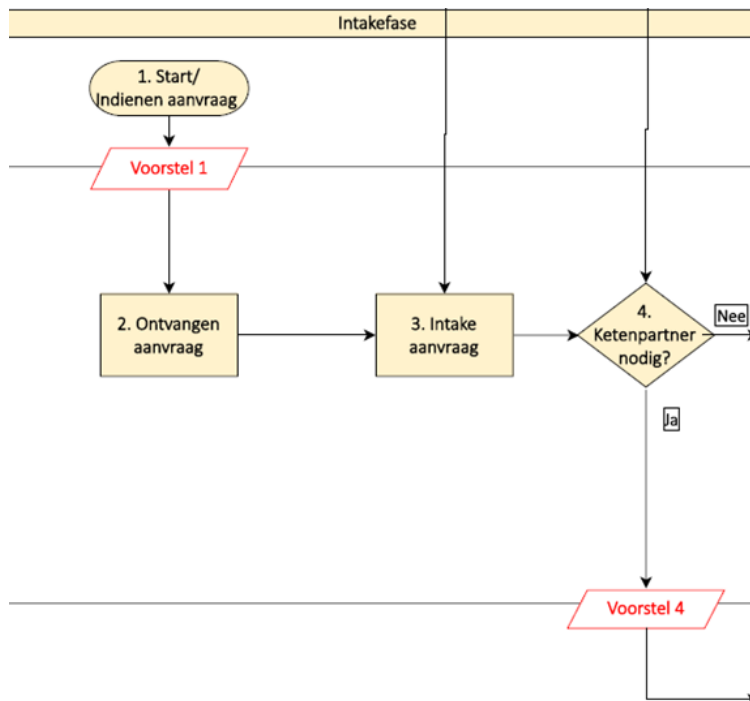 Intakefase
1. Start/
Indienen aanvraag
Voorstel 1
2. Ontvangen
aanvraag
3. Intake
aanvraag
4.
Ketenpartner
nodig?
Nee
Ja
Voorstel 4